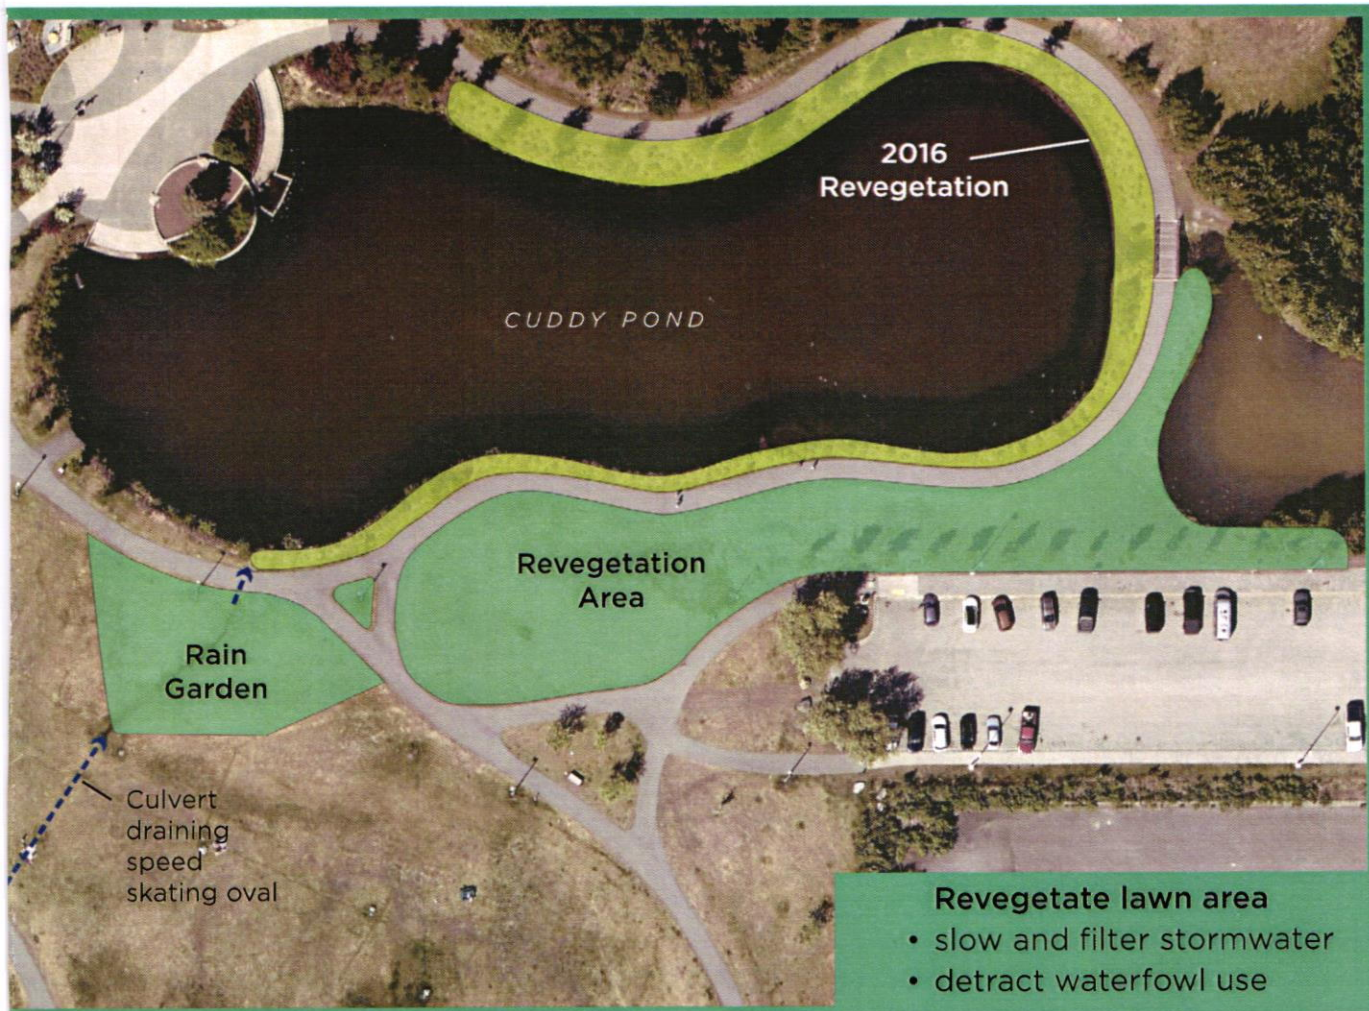 2016
Revegetation
CUDDY POND
Revegetation
Area
Rain
Garden
Culvert
draining
speed
skating oval
Revegetate lawn area
• slow and filter stormwater
• detract waterfowl use